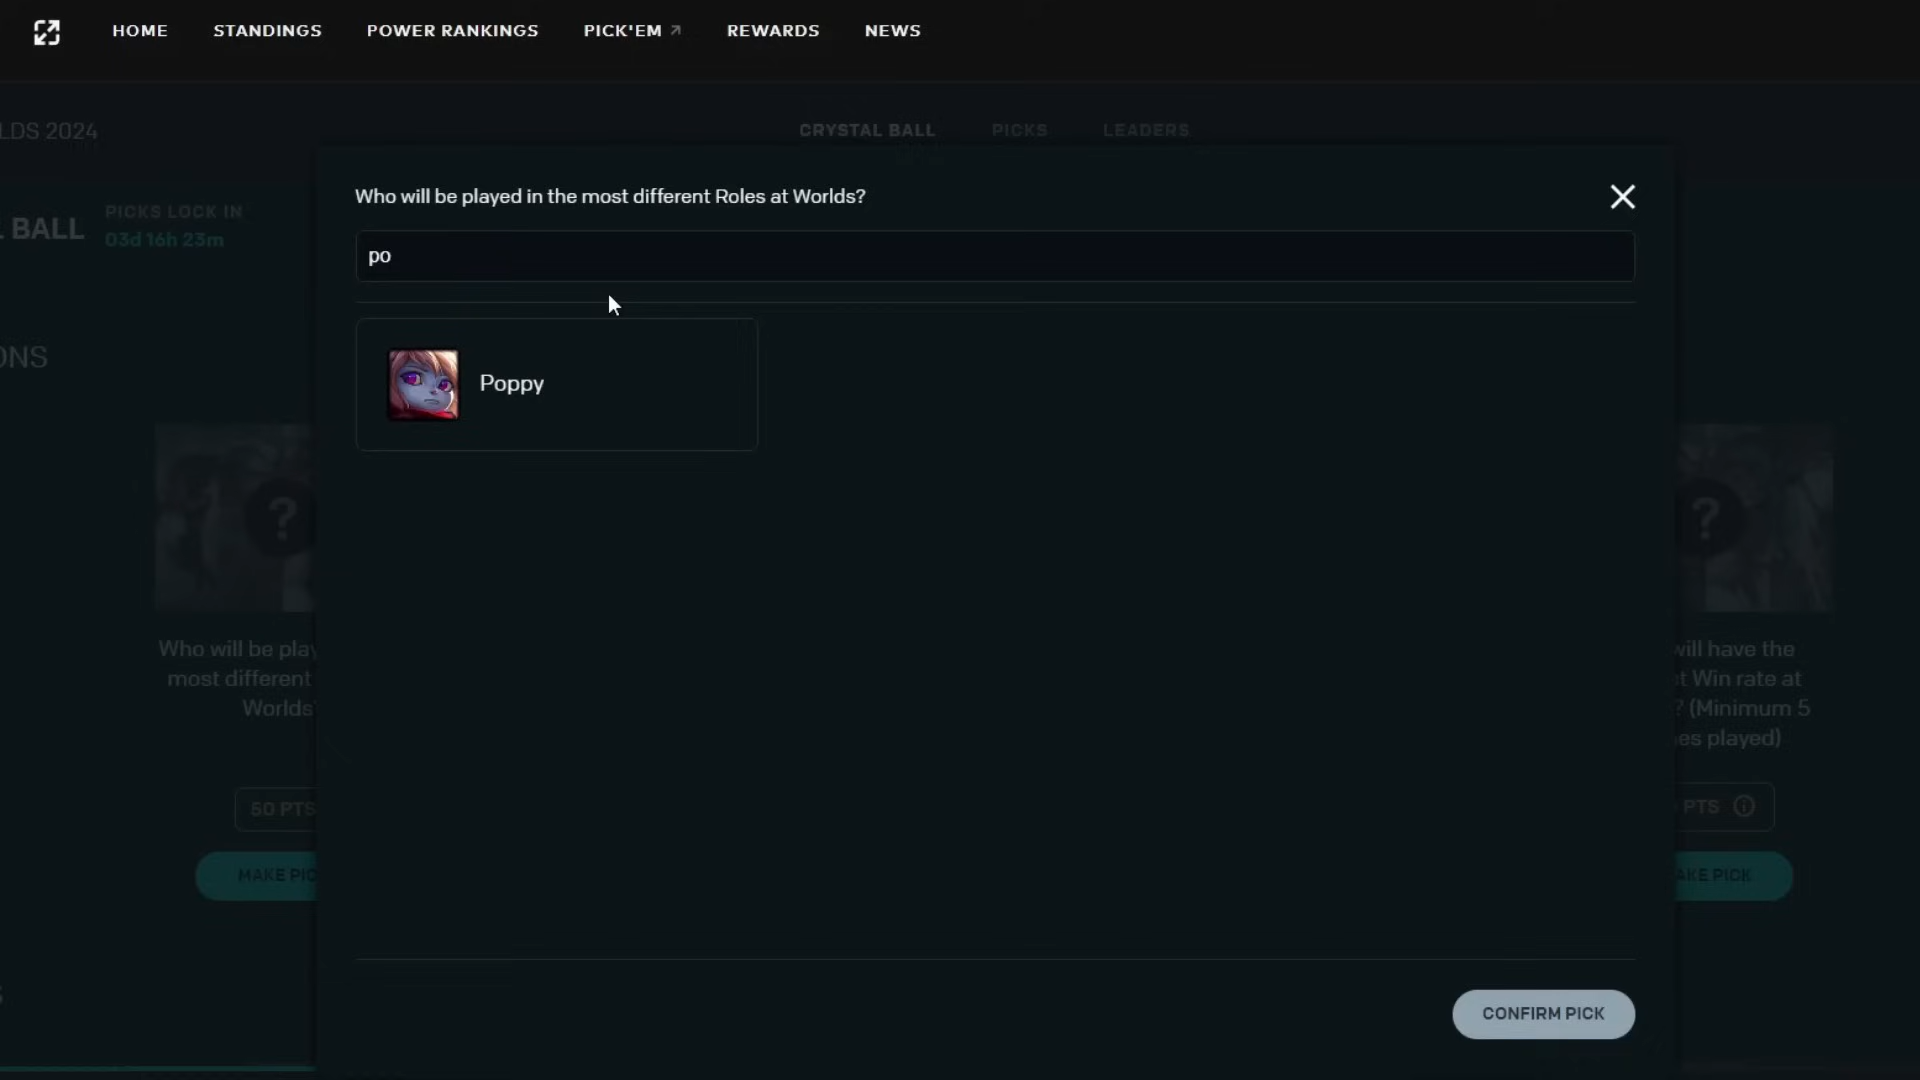 HOME STANDINGS POWER RANKINGS PICK'EM REWARDS NEWS
LDS 2024
CRYSTAL BALL PICKS LEADERS
Who will be played in the most different Roles at Worlds?
PICKS LOCK IN
BALL
03d 16h 23m
po
Poppy
ONS
?
?
Who will be play
most different
Worlds
will have the
t Win rate at
? (Minimum 5
es played)
50 PTS
PTS
MAKE PIC
AKE PICK
S
CONFIRM PICK